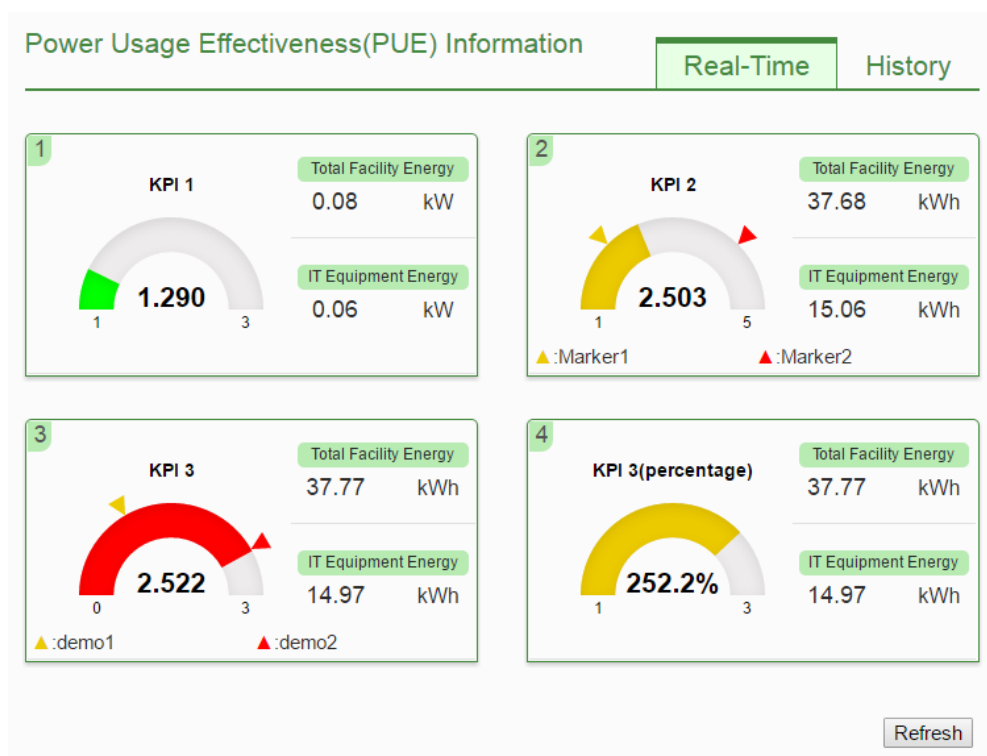 Power Usage Effectiveness(PUE) Information
Real-Time
History
1
KPI 1
1.290
1
3
Total Facility Energy
0.08 kW
IT Equipment Energy
0.06 kW
2
KPI 2
2.503
1
5
Total Facility Energy
37.68 kWh
IT Equipment Energy
15.06 kWh
:Marker1
:Marker2
3
KPI 3
2.522
0
3
Total Facility Energy
37.77 kWh
IT Equipment Energy
14.97 kWh
:demo1
:demo2
4
KPI 3(percentage)
252.2%
1
3
Total Facility Energy
37.77 kWh
IT Equipment Energy
14.97 kWh
Refresh